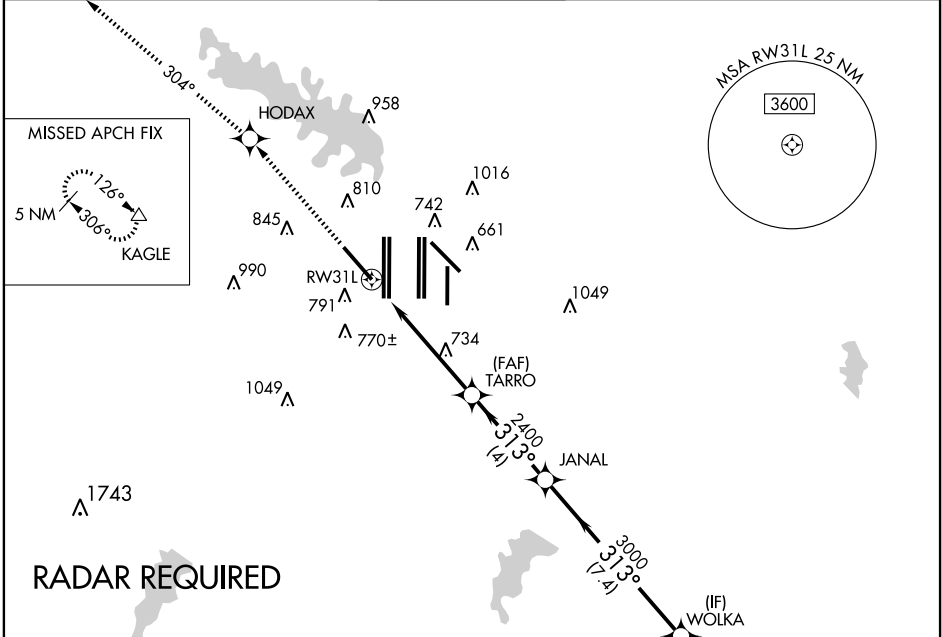 304°
HODAX
958
MSA RW31L 25 NM
3600
MISSED APCH FIX
126°
5 NM
306°
KAGLE
810
1016
845
742
661
990
RW31L
791
1049
770±
734
(FAF)
TARRO
1049
2400
313°
(4)
JANAL
1743
3000
313°
(7.4)
RADAR REQUIRED
(IF)
WOLKA